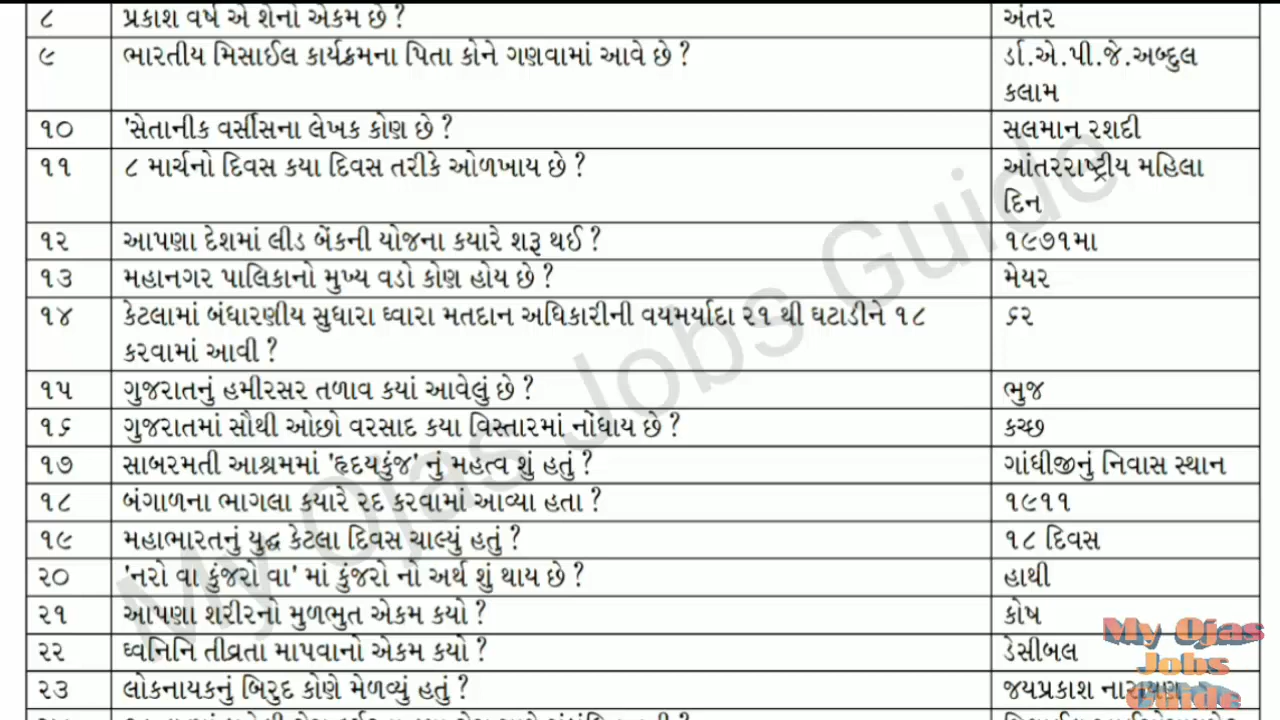 ૮ પ્રકાશ વર્ષ એ શેનો એકમ છે ? અંતર
૯ ભારતીય મિસાઈલ કાર્યક્રમના પિતા કોને ગણવામાં આવે છે ? ર્ડા.એ.પી.જે.અબ્દુલ
કલામ
૧૦ 'સેતાનીક વર્સીસના લેખક કોણ છે ? સલમાન રશદી
૧૧ ૮ માર્ચનો દિવસ કયા દિવસ તરીકે ઓળખાય છે ? આંતરરાષ્ટ્રીય મહિલા
દિન
૧૨ આપણા દેશમાં લીડ બેંકની યોજના કયારે શરૂ થઈ ? ૧૯૭૧મા
૧૩ મહાનગર પાલિકાનો મુખ્ય વડો કોણ હોય છે ? મેયર
૧૪ કેટલામાં બંધારણીય સુધારા ઘ્વારા મતદાન અધિકારીની વયમર્યાદા ૨૧ થી ઘટાડીને ૧૮ ૬૨
કરવામાં આવી ?
૧૫ ગુજરાતનું હમીરસર તળાવ કયાં આવેલું છે ? ભુજ
૧૬ ગુજરાતમાં સૌથી ઓછો વરસાદ કયા વિસ્તારમાં નોંધાય છે ? કચ્છ
૧૭ સાબરમતી આશ્રમમાં 'હૃદયકુંજ' નું મહત્વ શું હતું ? ગાંધીજીનું નિવાસ સ્થાન
૧૮ બંગાળના ભાગલા કયારે રદ કરવામાં આવ્યા હતા ? ૧૯૧૧
૧૯ મહાભારતનું યુદ્ધ કેટલા દિવસ ચાલ્યું હતું ? ૧૮ દિવસ
૨૦ 'નરો વા કુંજરો વા' માં કુંજરો નો અર્થ શું થાય છે ? હાથી
૨૧ આપણા શરીરનો મુળભુત એકમ કયો ? કોષ
૨૨ ઘ્વનિનિ તીવ્રતા માપવાનો એકમ કયો ? ડેસીબલ
૨૩ લોકનાયકનું બિરુદ કોણે મેળવ્યું હતું ? જયપ્રકાશ નારાયણ
My Ojas Jobs Guide
My Ojas
Jobs
Guide